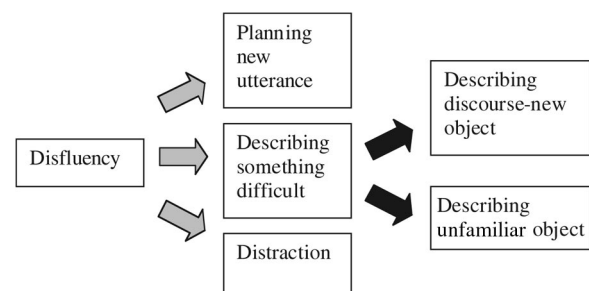 Disfluency
Planning
new
utterance
Describing
something
difficult
Distraction
Describing
discourse-new
object
Describing
unfamiliar object